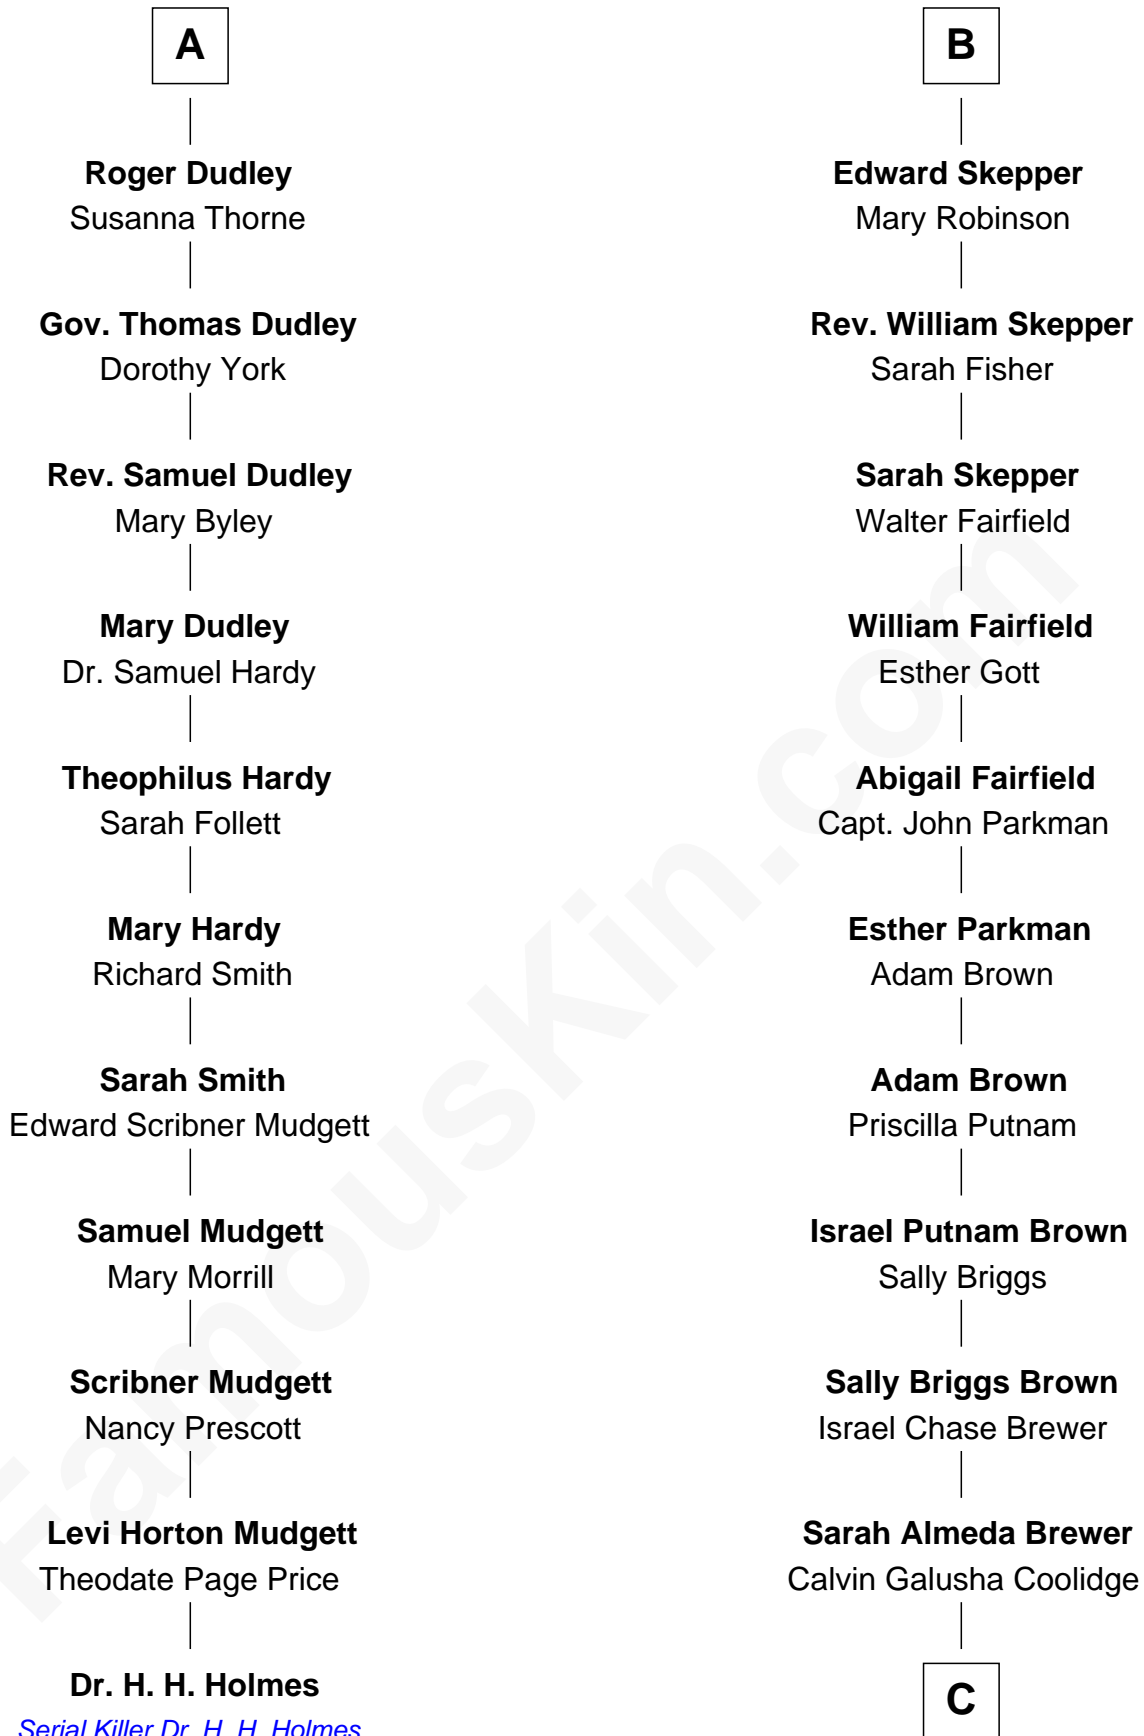 A
Roger Dudley
Susanna Thorne
Gov. Thomas Dudley
Dorothy York
Rev. Samuel Dudley
Mary Byley
Mary Dudley
Dr. Samuel Hardy
Theophilus Hardy
Sarah Follett
Mary Hardy
Richard Smith
Sarah Smith
Edward Scribner Mudgett
Samuel Mudgett
Mary Morrill
Scribner Mudgett
Nancy Prescott
Levi Horton Mudgett
Theodate Page Price
Dr. H. H. Holmes
Serial Killer Dr. H. H. Holmes
B
Edward Skepper
Mary Robinson
Rev. William Skepper
Sarah Fisher
Sarah Skepper
Walter Fairfield
William Fairfield
Esther Gott
Abigail Fairfield
Capt. John Parkman
Esther Parkman
Adam Brown
Adam Brown
Priscilla Putnam
Israel Putnam Brown
Sally Briggs
Sally Briggs Brown
Israel Chase Brewer
Sarah Almeda Brewer
Calvin Galusha Coolidge
C
FamousKin.com